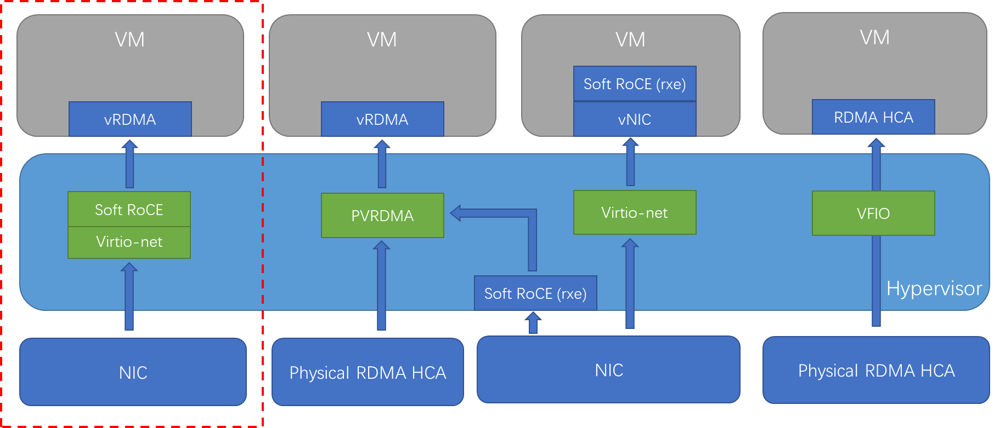 VM
VM
VM
VM
Soft RoCE (rxe)
vRDMA
vRDMA
vNIC
RDMA HCA
Soft RoCE
Virtio-net
PVRDMA
Virtio-net
VFIO
Soft RoCE (rxe)
Hypervisor
NIC
Physical RDMA HCA
NIC
Physical RDMA HCA